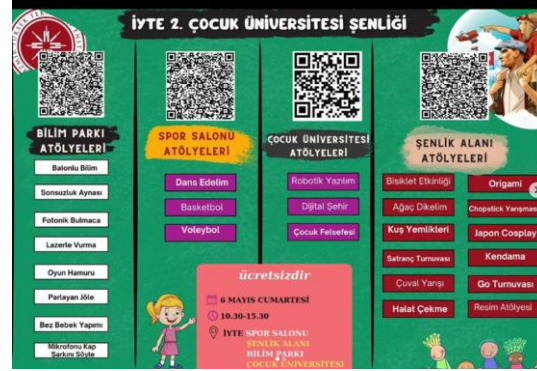 İYTE 2. ÇOCUK ÜNİVERSİTESİ ŞENLİĞİ
BİLİM PARKI
ATÖLYELERİ
Balonlu Bilim
Sonsuzluk Aynası
Fotonik Bulmaca
Lazerle Vurma
Oyun Hamuru
Parlayan Jöle
Bez Bebek Yapımı
Mikrofonu Kap
Şarkını Söyle
SPOR SALONU
ATÖLYELERİ
Dans Edelim
Basketbol
Voleybol
ÇOCUK ÜNİVERSİTESİ
ATÖLYELERİ
Robotik Yazılım
Dijital Şehir
Çocuk Felsefesi
ŞENLİK ALANI
ATÖLYELERİ
Bisiklet Etkinliği
Ağaç Dikelim
Kuş Yemlikleri
Satranç Turnuvası
Çuval Yarışı
Halat Çekme
Origami
Chopstick Yarışması
Japon Cosplay
Kendama
Go Turnuvası
Resim Atölyesi
ücretsizdir
6 MAYIS CUMARTESİ
10.30-15.30
İYTE SPOR SALONU
ŞENLİK ALANI
BİLİM PARKI
ÇOCUK ÜNİVERSİTESİ